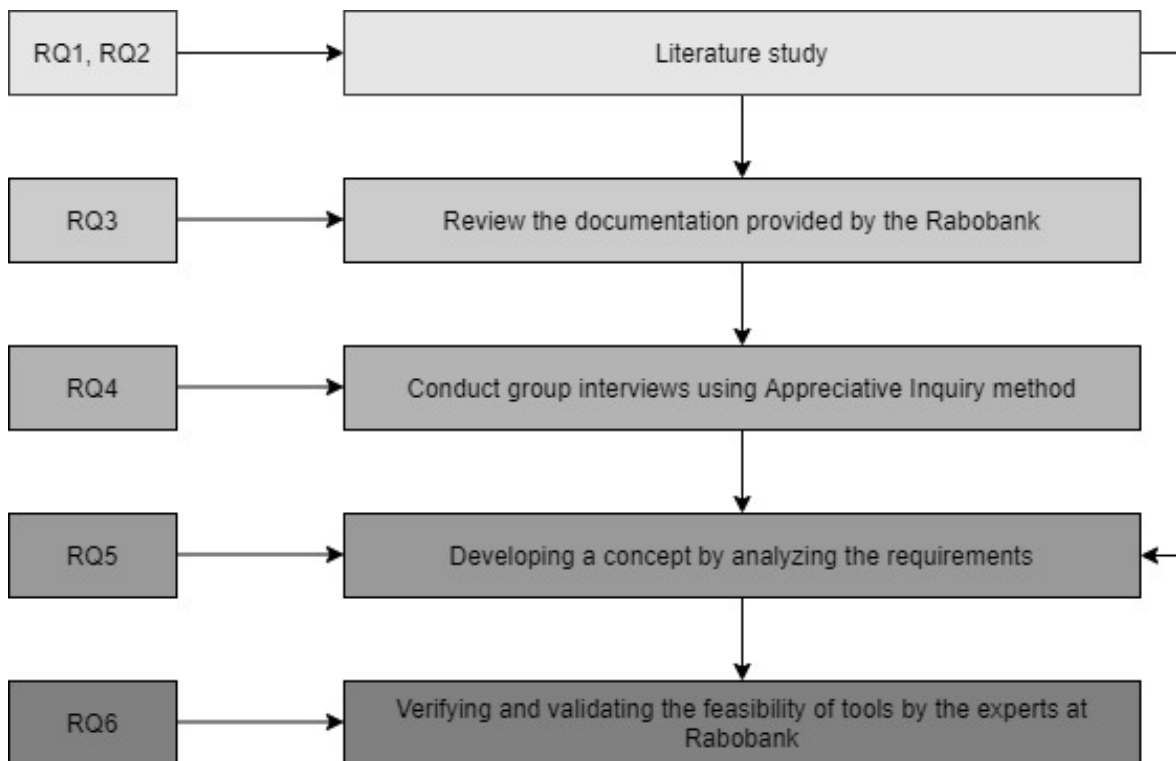 RQ1, RQ2
Literature study
RQ3
Review the documentation provided by the Rabobank
RQ4
Conduct group interviews using Appreciative Inquiry method
RQ5
Developing a concept by analyzing the requirements
RQ6
Verifying and validating the feasibility of tools by the experts at
Rabobank